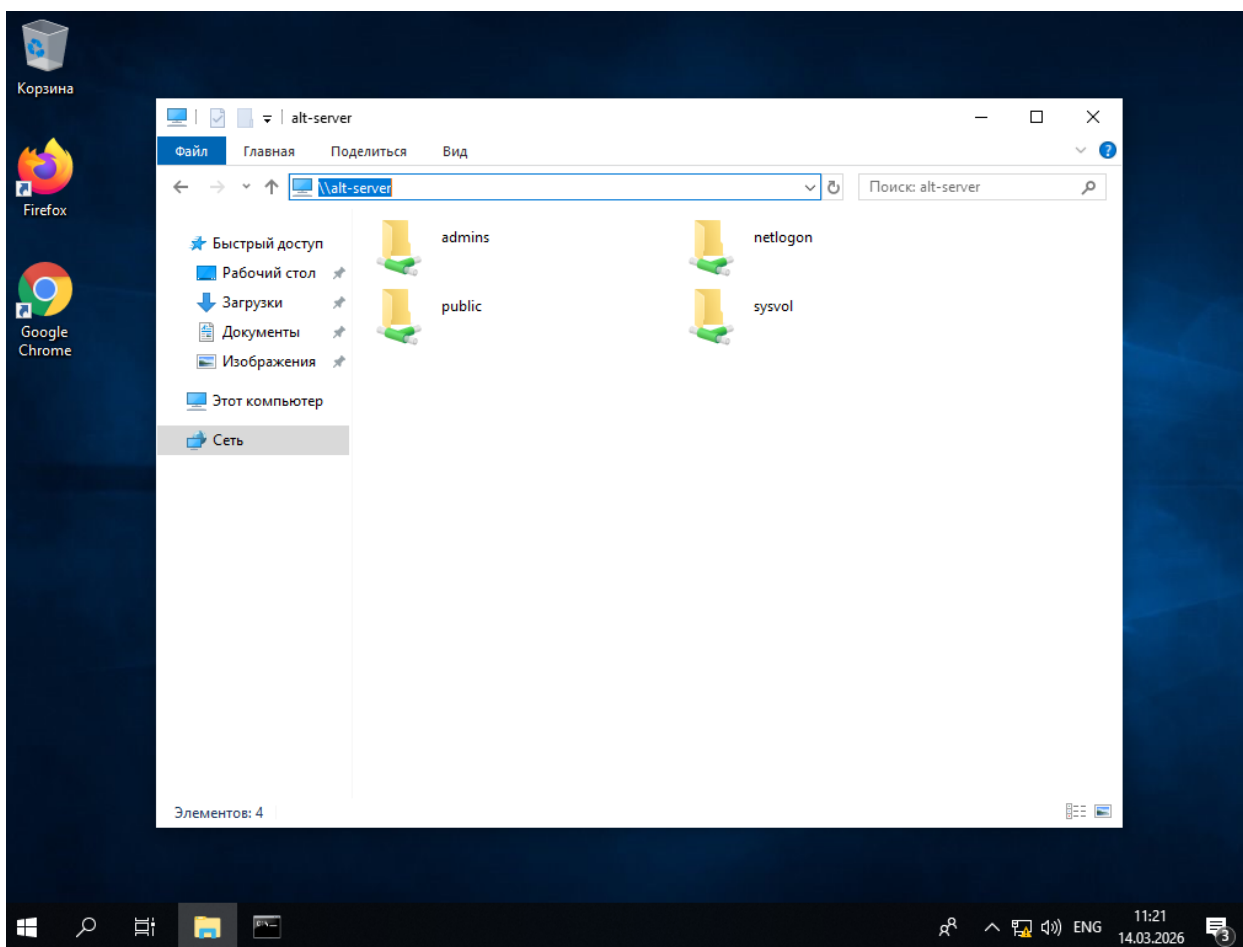 Корзина
Firefox
Google
Chrome
alt-server
Файл
Главная
Поделиться
Вид
\\alt-server
Поиск: alt-server
Быстрый доступ
Рабочий стол
Загрузки
Документы
Изображения
Этот компьютер
Сеть
admins
netlogon
public
sysvol
Элементов: 4
ENG
11:21
14.03.2026
3